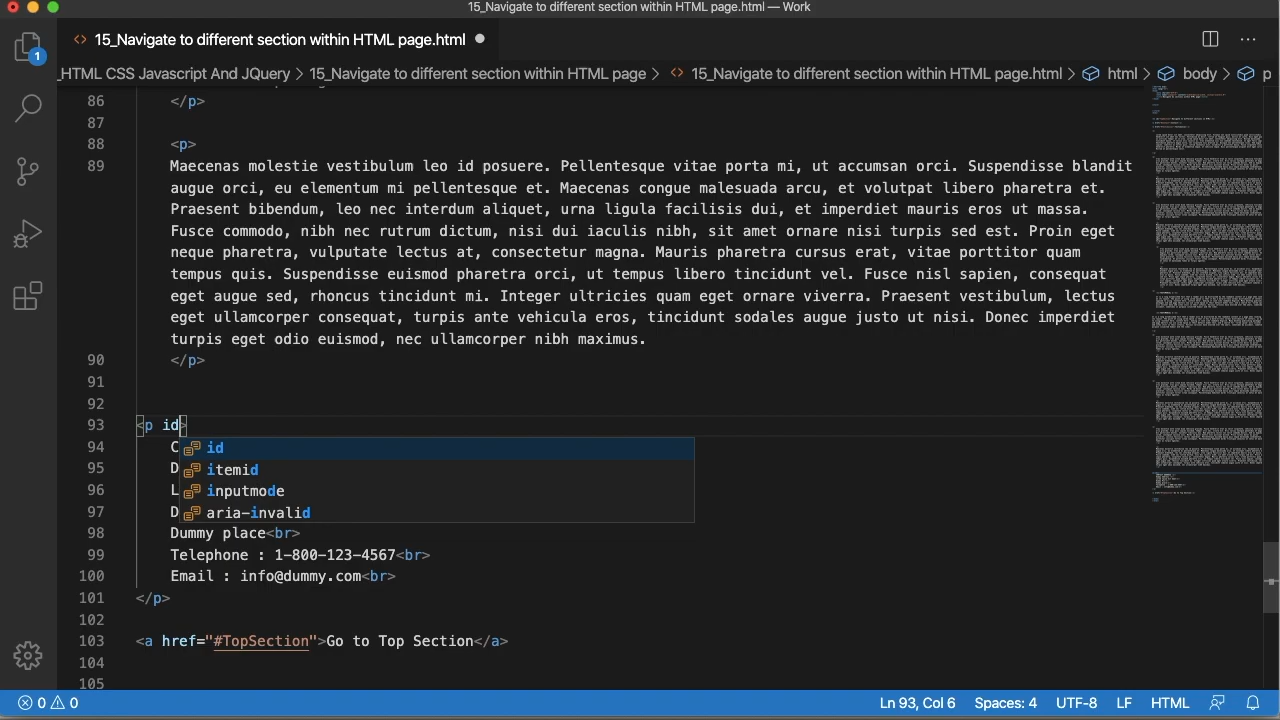 15_Navigate to different section within HTML page.html — Work
15_Navigate to different section within HTML page.html
1
_HTML CSS Javascript And JQuery > 15_Navigate to different section within HTML page > 15_Navigate to different section within HTML page.html > html > body > p
86 </p>
87
88 <p>
89 Maecenas molestie vestibulum leo id posuere. Pellentesque vitae porta mi, ut accumsan orci. Suspendisse blandit
augue orci, eu elementum mi pellentesque et. Maecenas congue malesuada arcu, et volutpat libero pharetra et.
Praesent bibendum, leo nec interdum aliquet, urna ligula facilisis dui, et imperdiet mauris eros ut massa.
Fusce commodo, nibh nec rutrum dictum, nisi dui iaculis nibh, sit amet ornare nisi turpis sed est. Proin eget
neque pharetra, vulputate lectus at, consectetur magna. Mauris pharetra cursus erat, vitae porttitor quam
tempus quis. Suspendisse euismod pharetra orci, ut tempus libero tincidunt vel. Fusce nisl sapien, consequat
eget augue sed, rhoncus tincidunt mi. Integer ultricies quam eget ornare viverra. Praesent vestibulum, lectus
eget ullamcorper consequat, turpis ante vehicula eros, tincidunt sodales augue justo ut nisi. Donec imperdiet
turpis eget odio euismod, nec ullamcorper nibh maximus.
90 </p>
91
92
93 <p id>
94 C
id
95 D
itemid
96 L
inputmode
97 D
aria-invalid
98 Dummy place<br>
99 Telephone : 1-800-123-4567<br>
100 Email : info@dummy.com<br>
101 </p>
102
103 <a href="#TopSection">Go to Top Section</a>
104
105
0 0 Ln 93, Col 6 Spaces: 4 UTF-8 LF HTML